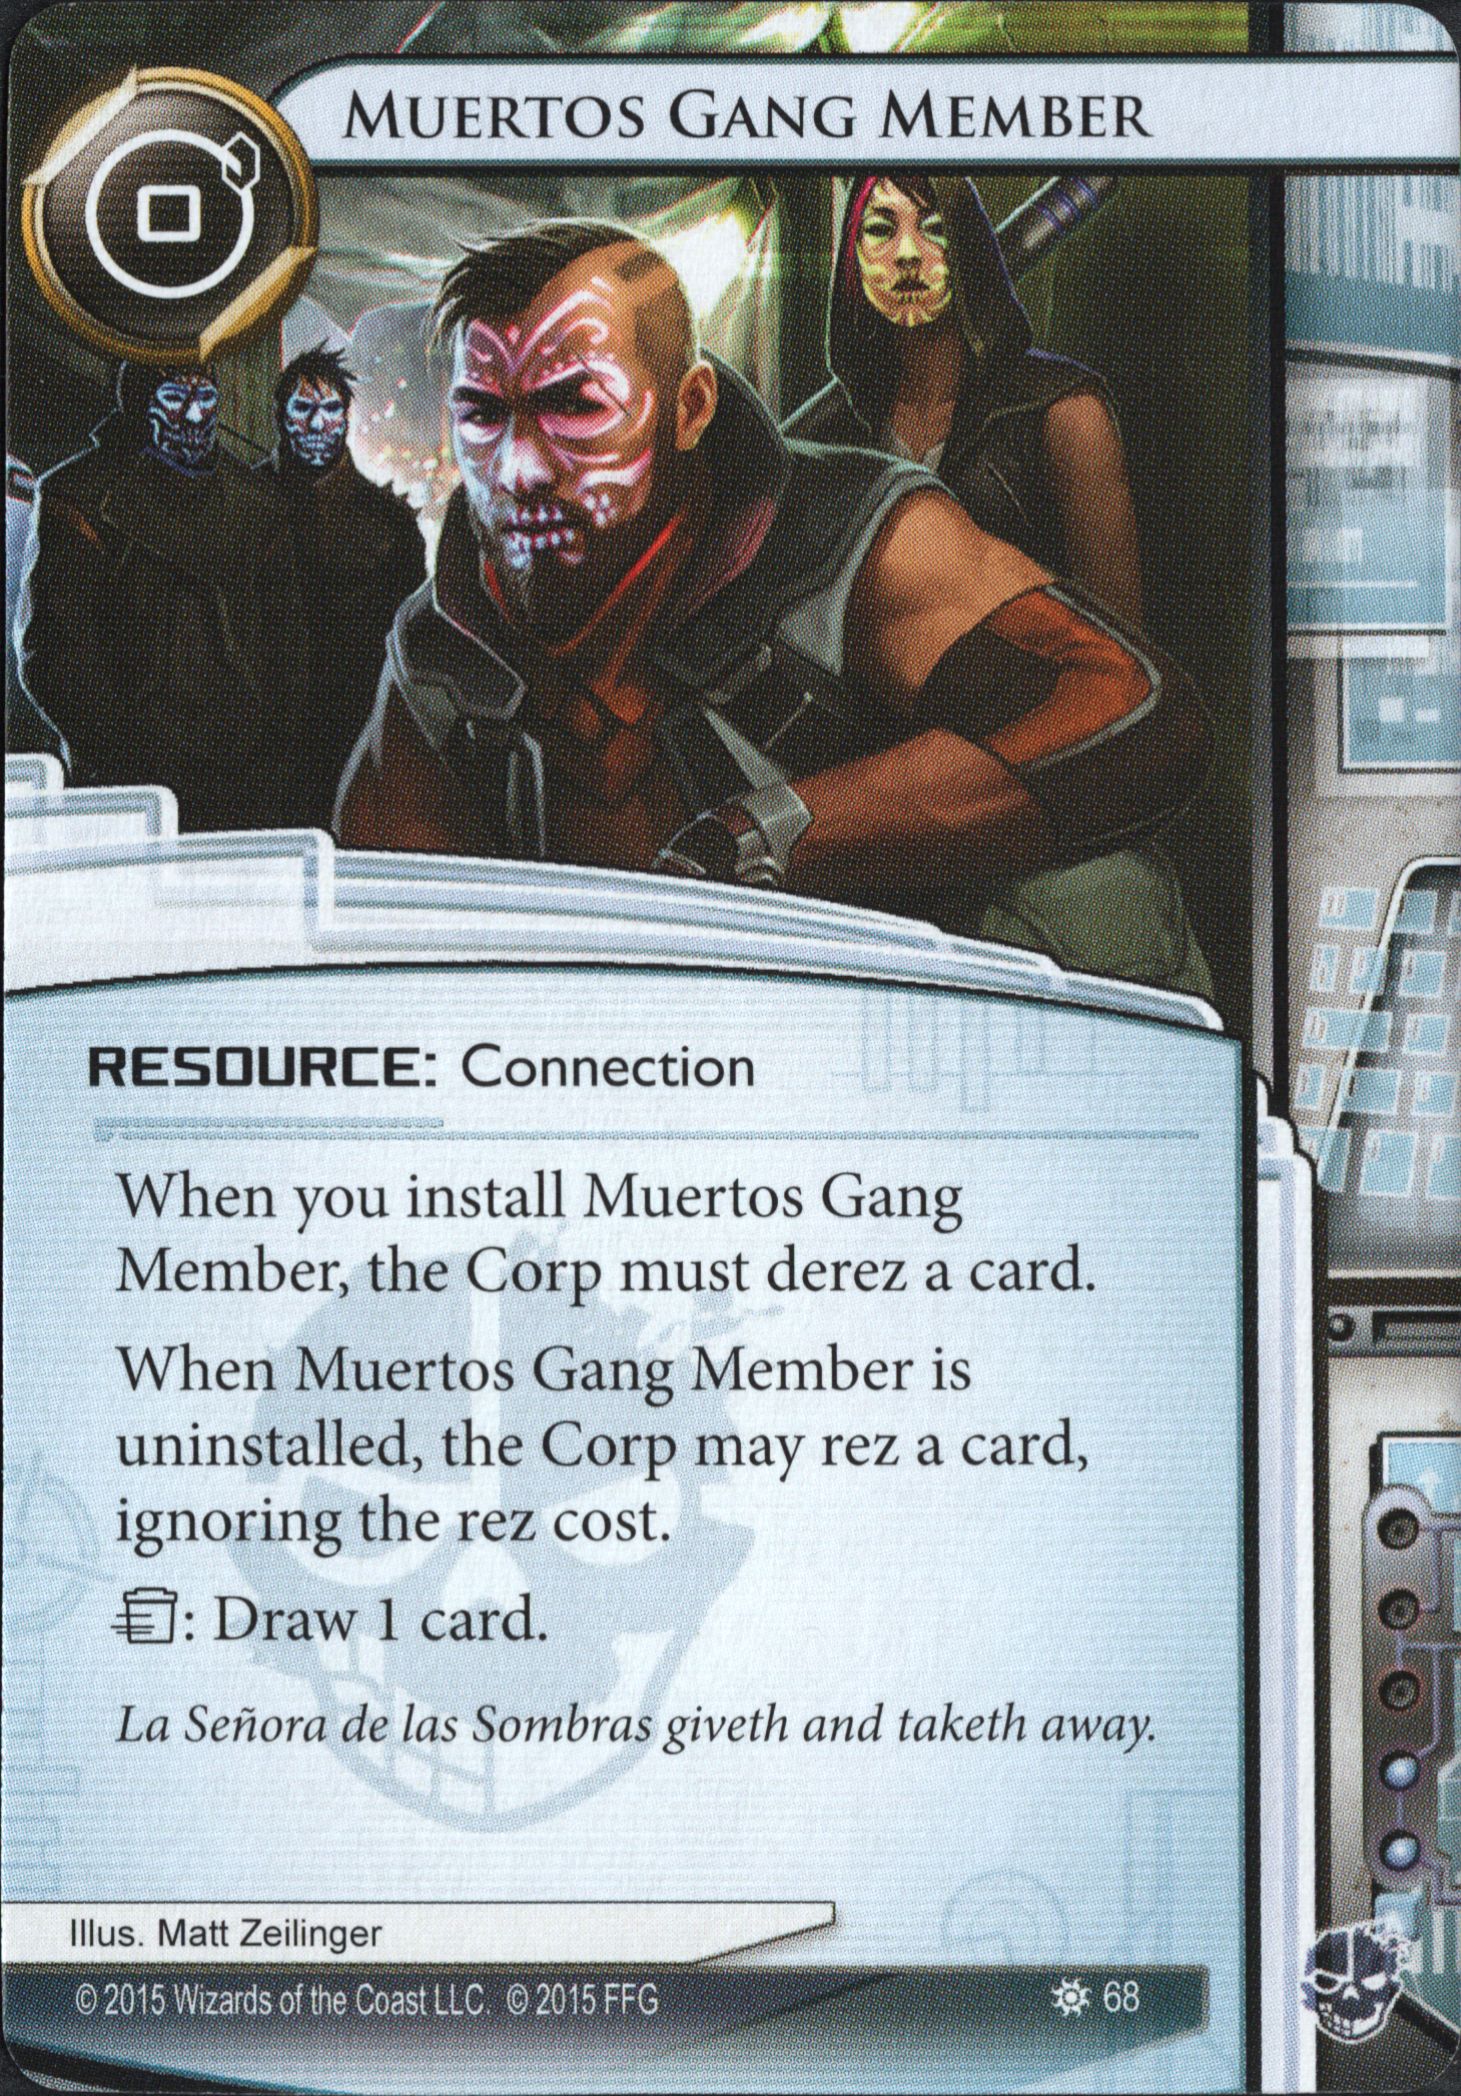 0
MUERTOS GANG MEMBER
RESOURCE: Connection
When you install Muertos Gang
Member, the Corp must derez a card.
When Muertos Gang Member is
uninstalled, the Corp may rez a card,
ignoring the rez cost.
: Draw 1 card.
La Señora de las Sombras giveth and taketh away.
Illus. Matt Zeilinger
© 2015 Wizards of the Coast LLC. © 2015 FFG
68